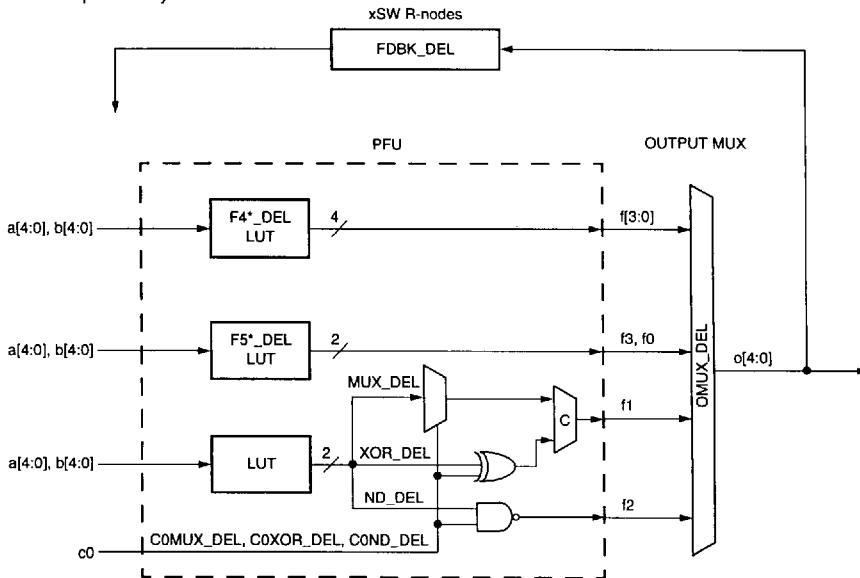 xSW R-nodes
FDBK_DEL
PFU
OUTPUT MUX
a[4:0], b[4:0]
F4*_DEL
LUT
4
f[3:0]
a[4:0], b[4:0]
F5*_DEL
LUT
2
f3, f0
OMUX_DEL
o[4:0]
MUX_DEL
C
f1
a[4:0], b[4:0]
LUT
2
XOR_DEL
ND_DEL
f2
c0
C0MUX_DEL, C0XOR_DEL, C0ND_DEL